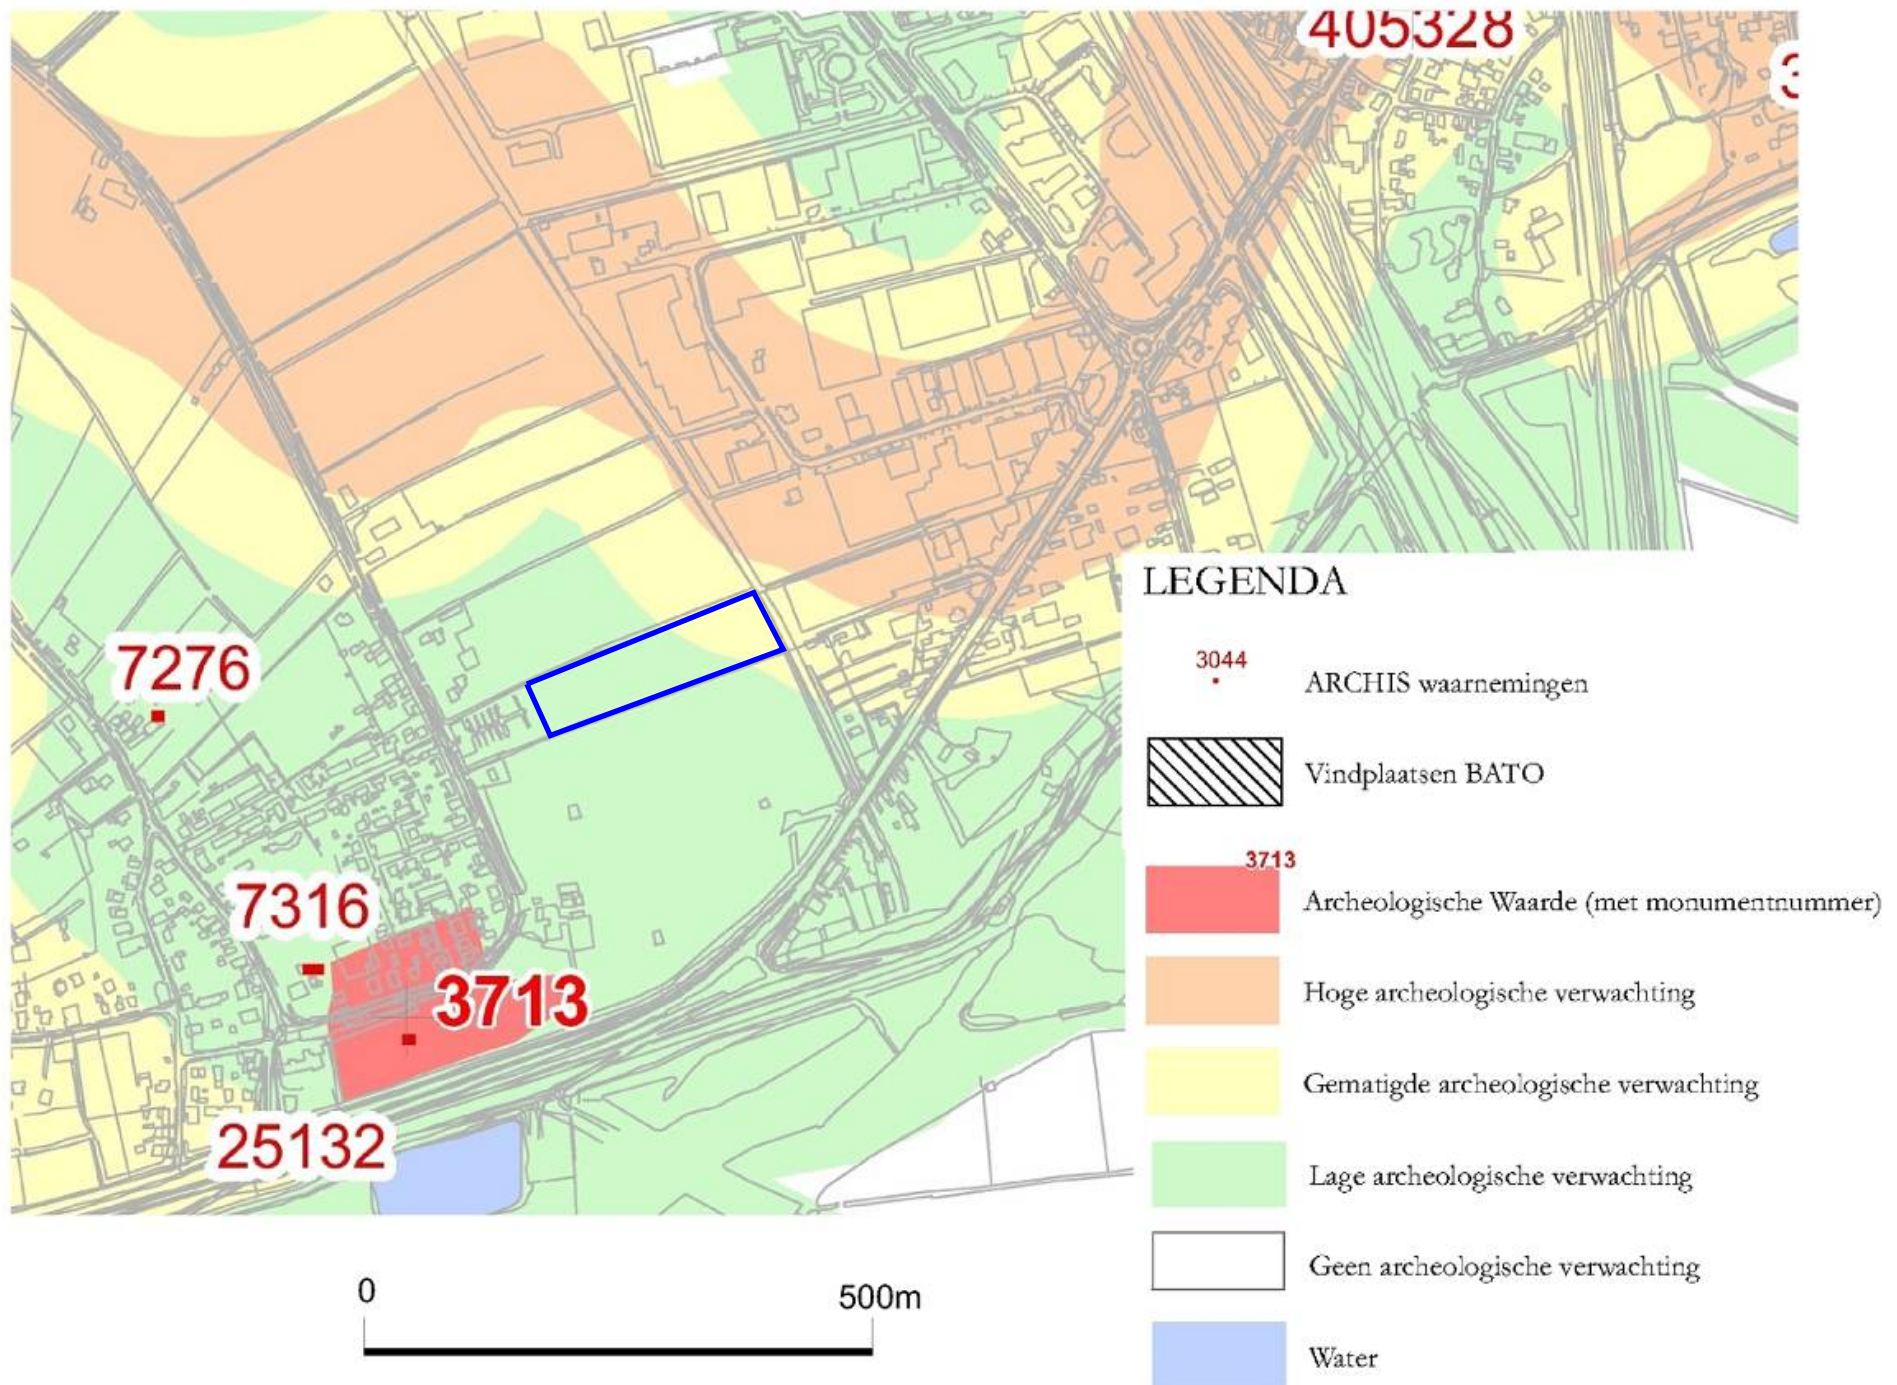 405328
3
7276
7316
3713
25132
0
500m
LEGENDA
3044
ARCHIS waarnemingen
Vindplaatsen BATO
3713
Archeologische Waarde (met monumentnummer)
Hoge archeologische verwachting
Gematigde archeologische verwachting
Lage archeologische verwachting
Geen archeologische verwachting
Water